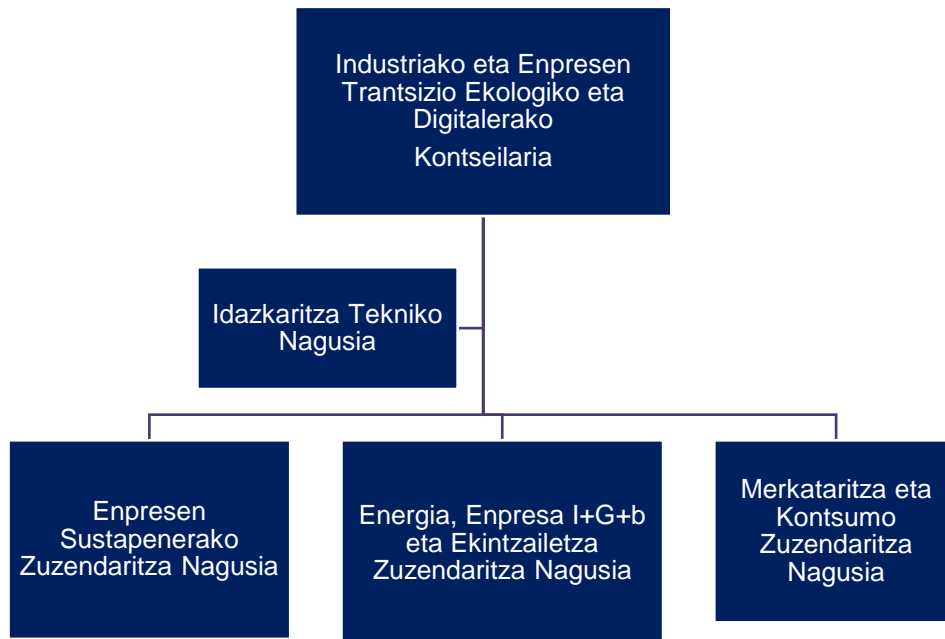 Industriako eta Enpresen
Trantsizio Ekologiko eta
Digitalerako
Kontseilaria
Idazkaritza Tekniko
Nagusia
Enpresen
Sustapenerako
Zuzendaritza Nagusia
Energia, Enpresa I+G+b
eta Ekintzailetza
Zuzendaritza Nagusia
Merkataritza eta
Kontsumo
Zuzendaritza
Nagusia